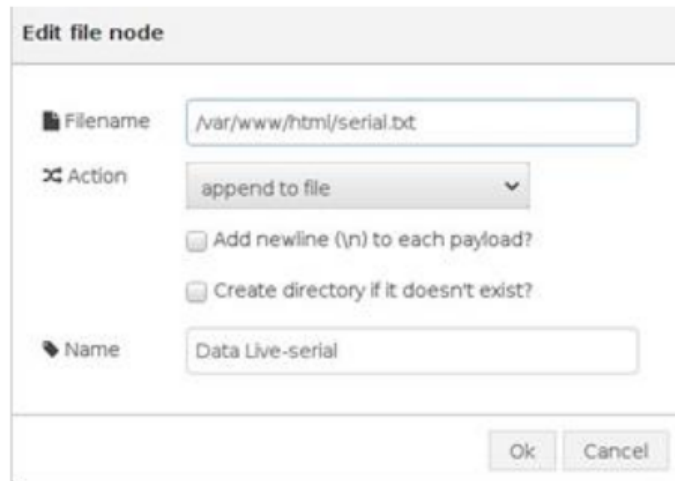 Edit file node
Filename /var/www/html/serial.txt
Action append to file
Add newline (\n) to each payload?
Create directory if it doesn't exist?
Name Data Live-serial
Ok Cancel